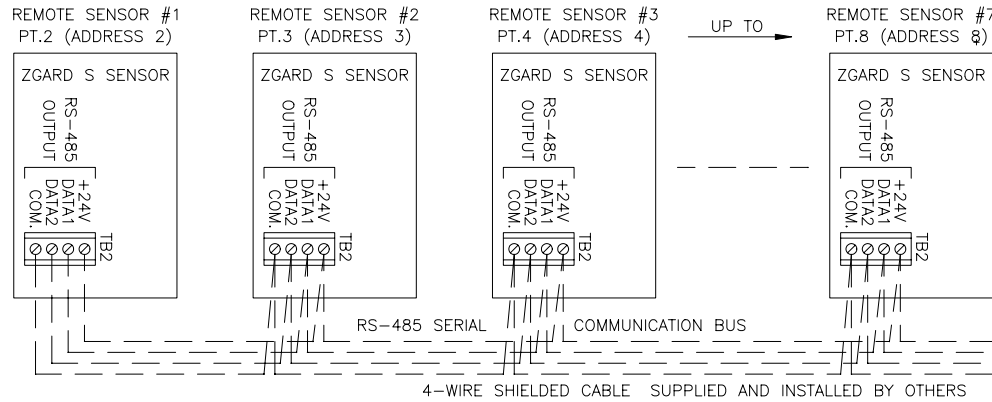 REMOTE SENSOR #1
PT.2 (ADDRESS 2)
REMOTE SENSOR #2
PT.3 (ADDRESS 3)
REMOTE SENSOR #3
PT.4 (ADDRESS 4)
UP TO
REMOTE SENSOR #7
PT.8 (ADDRESS 8)
ZGARD S SENSOR
RS-485
OUTPUT
+24V
DATA1
DATA2
COM.
TB2
ZGARD S SENSOR
RS-485
OUTPUT
+24V
DATA1
DATA2
COM.
TB2
ZGARD S SENSOR
RS-485
OUTPUT
+24V
DATA1
DATA2
COM.
TB2
ZGARD S SENSOR
RS-485
OUTPUT
+24V
DATA1
DATA2
COM.
TB2
RS-485 SERIAL COMMUNICATION BUS
4-WIRE SHIELDED CABLE SUPPLIED AND INSTALLED BY OTHERS